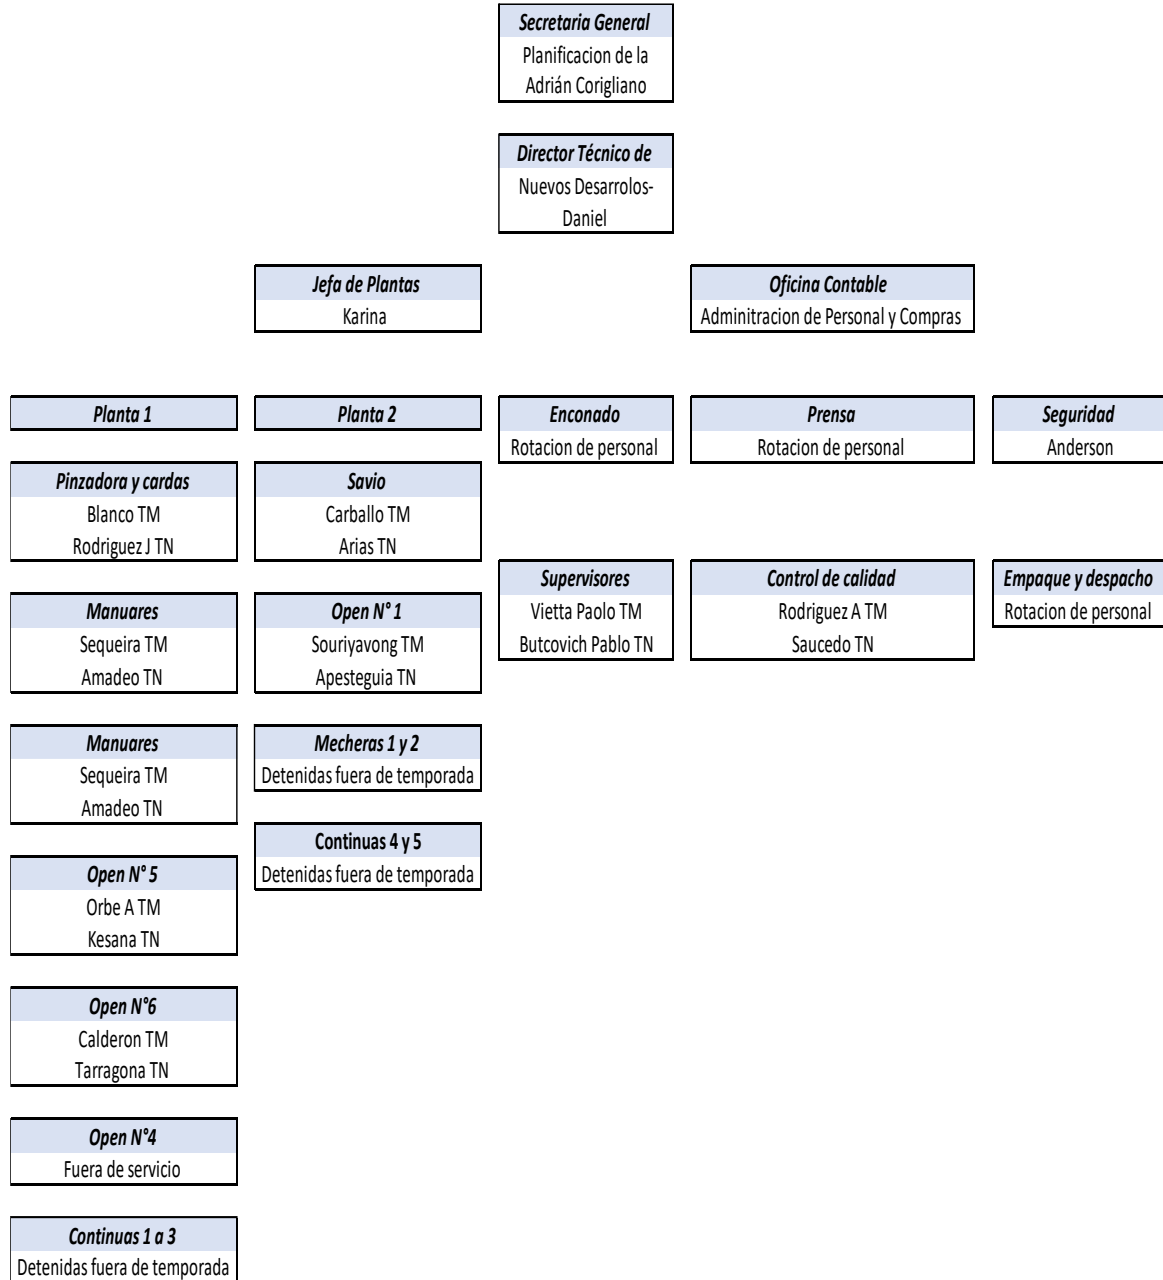 Secretaria General
Planificacion de la
Adrián Corigliano
Director Técnico de
Nuevos Desarrolos-
Daniel
Jefa de Plantas
Karina
Oficina Contable
Adminitracion de Personal y Compras
Planta 1
Planta 2
Enconado
Rotacion de personal
Prensa
Rotacion de personal
Seguridad
Anderson
Pinzadora y cardas
Blanco TM
Rodriguez J TN
Savio
Carballo TM
Arias TN
Supervisores
Vietta Paolo TM
Butcovich Pablo TN
Control de calidad
Rodriguez A TM
Saucedo TN
Empaque y despacho
Rotacion de personal
Manuares
Sequeira TM
Amadeo TN
Open N° 1
Souriyavong TM
Apesteguia TN
Manuares
Sequeira TM
Amadeo TN
Mecheras 1 y 2
Detenidas fuera de temporada
Continuas 4 y 5
Detenidas fuera de temporada
Open N° 5
Orbe A TM
Kesana TN
Open N°6
Calderon TM
Tarragona TN
Open N°4
Fuera de servicio
Continuas 1 a 3
Detenidas fuera de temporada